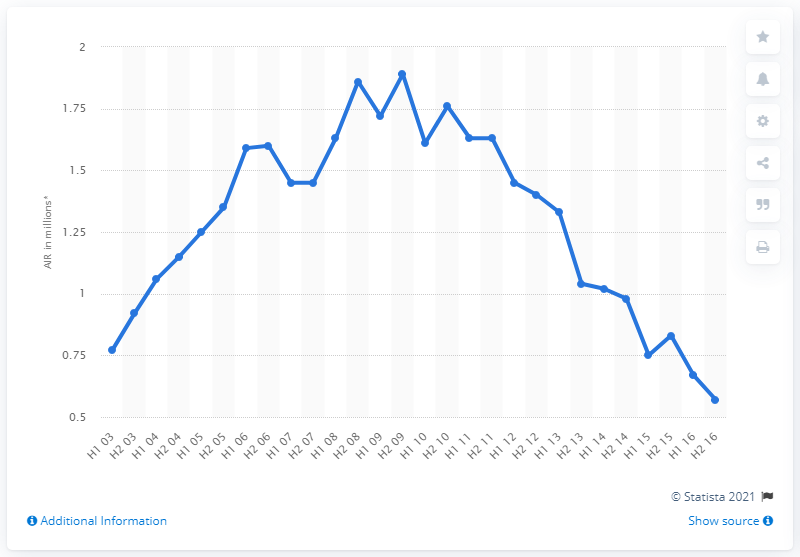 2
1.75
1.5
1.25
1
0.75
0.5
AIR in millions*
H1 03
H2 03
H1 04
H2 04
H1 05
H2 05
H1 06
H2 06
H1 07
H2 07
H1 08
H2 08
H1 09
H2 09
H1 10
H2 10
H1 11
H2 11
H1 12
H2 12
H1 13
H2 13
H1 14
H2 14
H1 15
H2 15
H1 16
H2 16
© Statista 2021
Additional Information
Show source